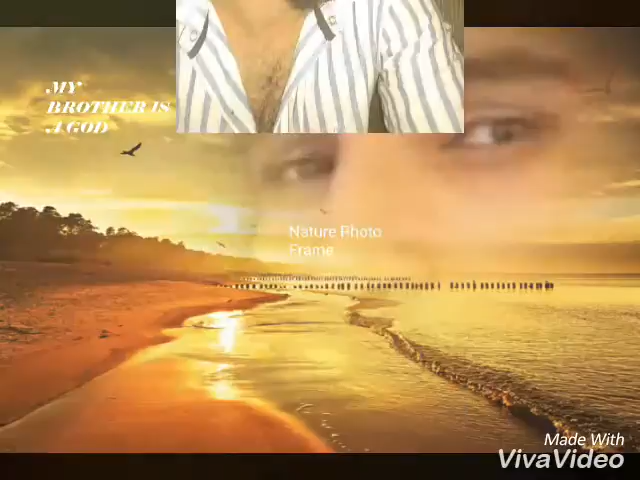 MY
BROTHER IS
A GOD
Nature Photo
Frame
Made With
VivaVideo